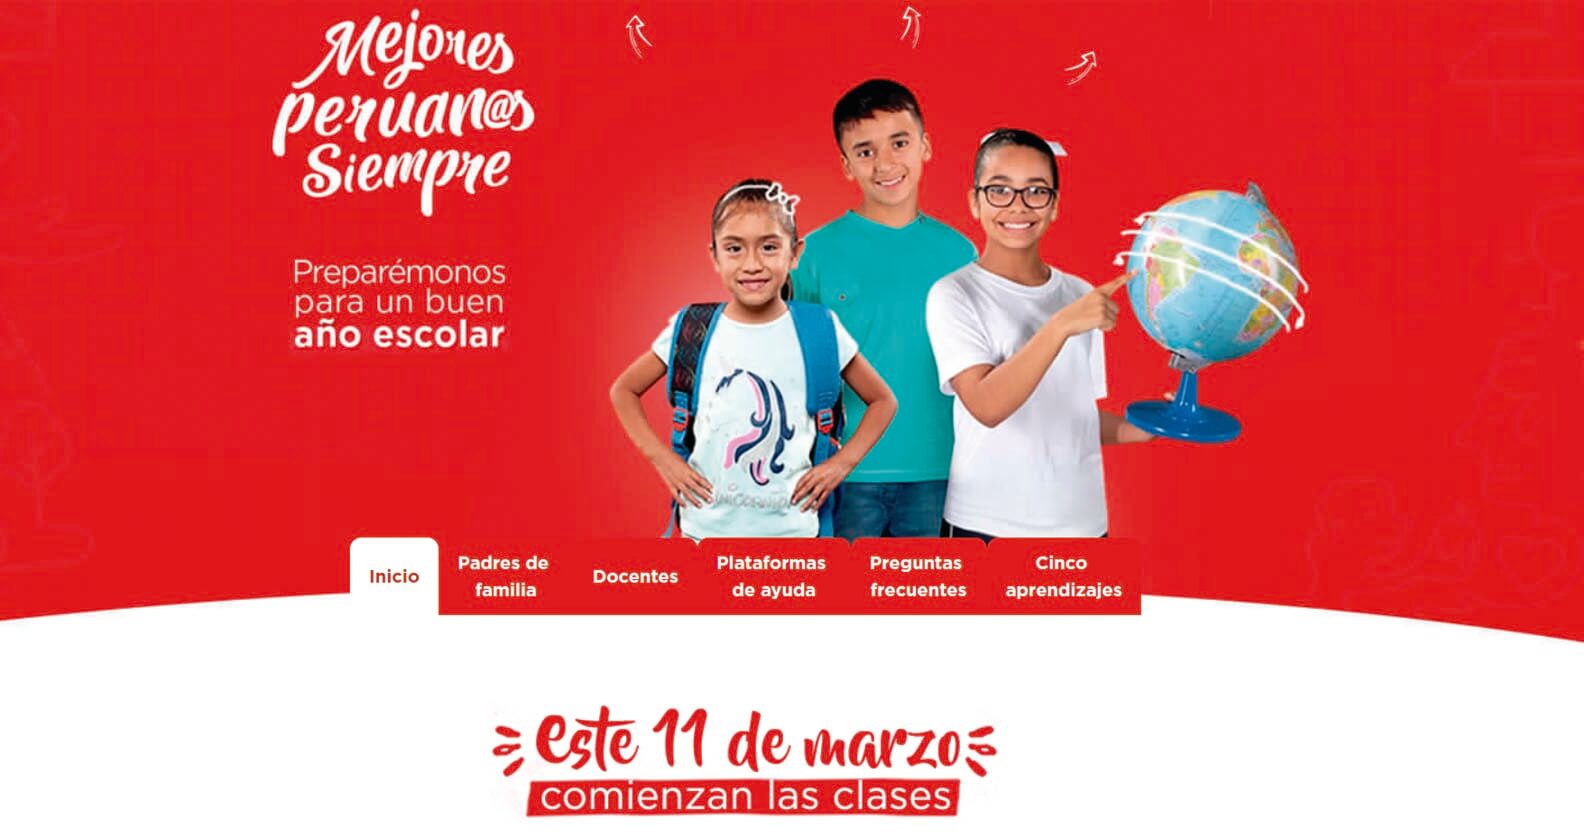 Mejores
peruan@s
Siempre
Preparémonos
para un buen
año escolar
UNICORNIO
Inicio
Padres de
familia
Docentes
Plataformas
de ayuda
Preguntas
frecuentes
Cinco
aprendizajes
Este 11 de marzo
comienzan las clases